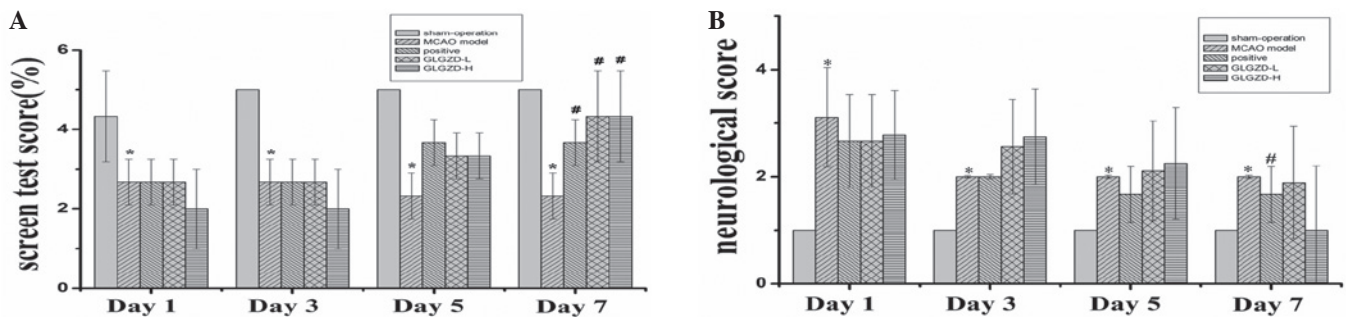 A
screen test score(%)
6
4
2
0
sham-operation
MCAO model
positive
GLGZD-L
GLGZD-H
*
*
*
*
#
#
#
Day 1
Day 3
Day 5
Day 7
B
neurological score
4
2
0
sham-operation
MCAO model
positive
GLGZD-L
GLGZD-H
*
*
*
*
#
Day 1
Day 3
Day 5
Day 7